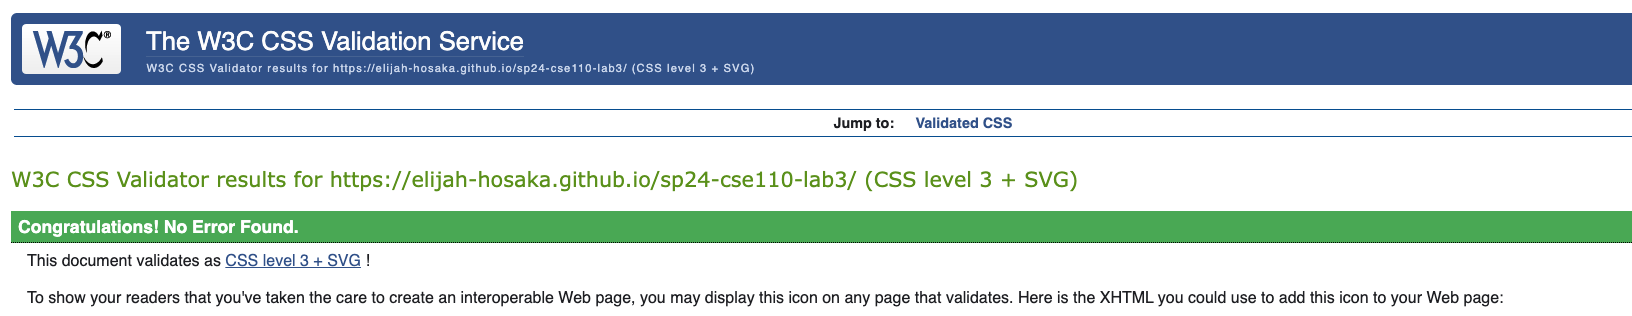 W3C®
The W3C CSS Validation Service
W3C CSS Validator results for https://elijah-hosaka.github.io/sp24-cse110-lab3/ (CSS level 3 + SVG)
Jump to: Validated CSS
W3C CSS Validator results for https://elijah-hosaka.github.io/sp24-cse110-lab3/ (CSS level 3 + SVG)
Congratulations! No Error Found.
This document validates as CSS level 3 + SVG !
To show your readers that you've taken the care to create an interoperable Web page, you may display this icon on any page that validates. Here is the XHTML you could use to add this icon to your Web page: